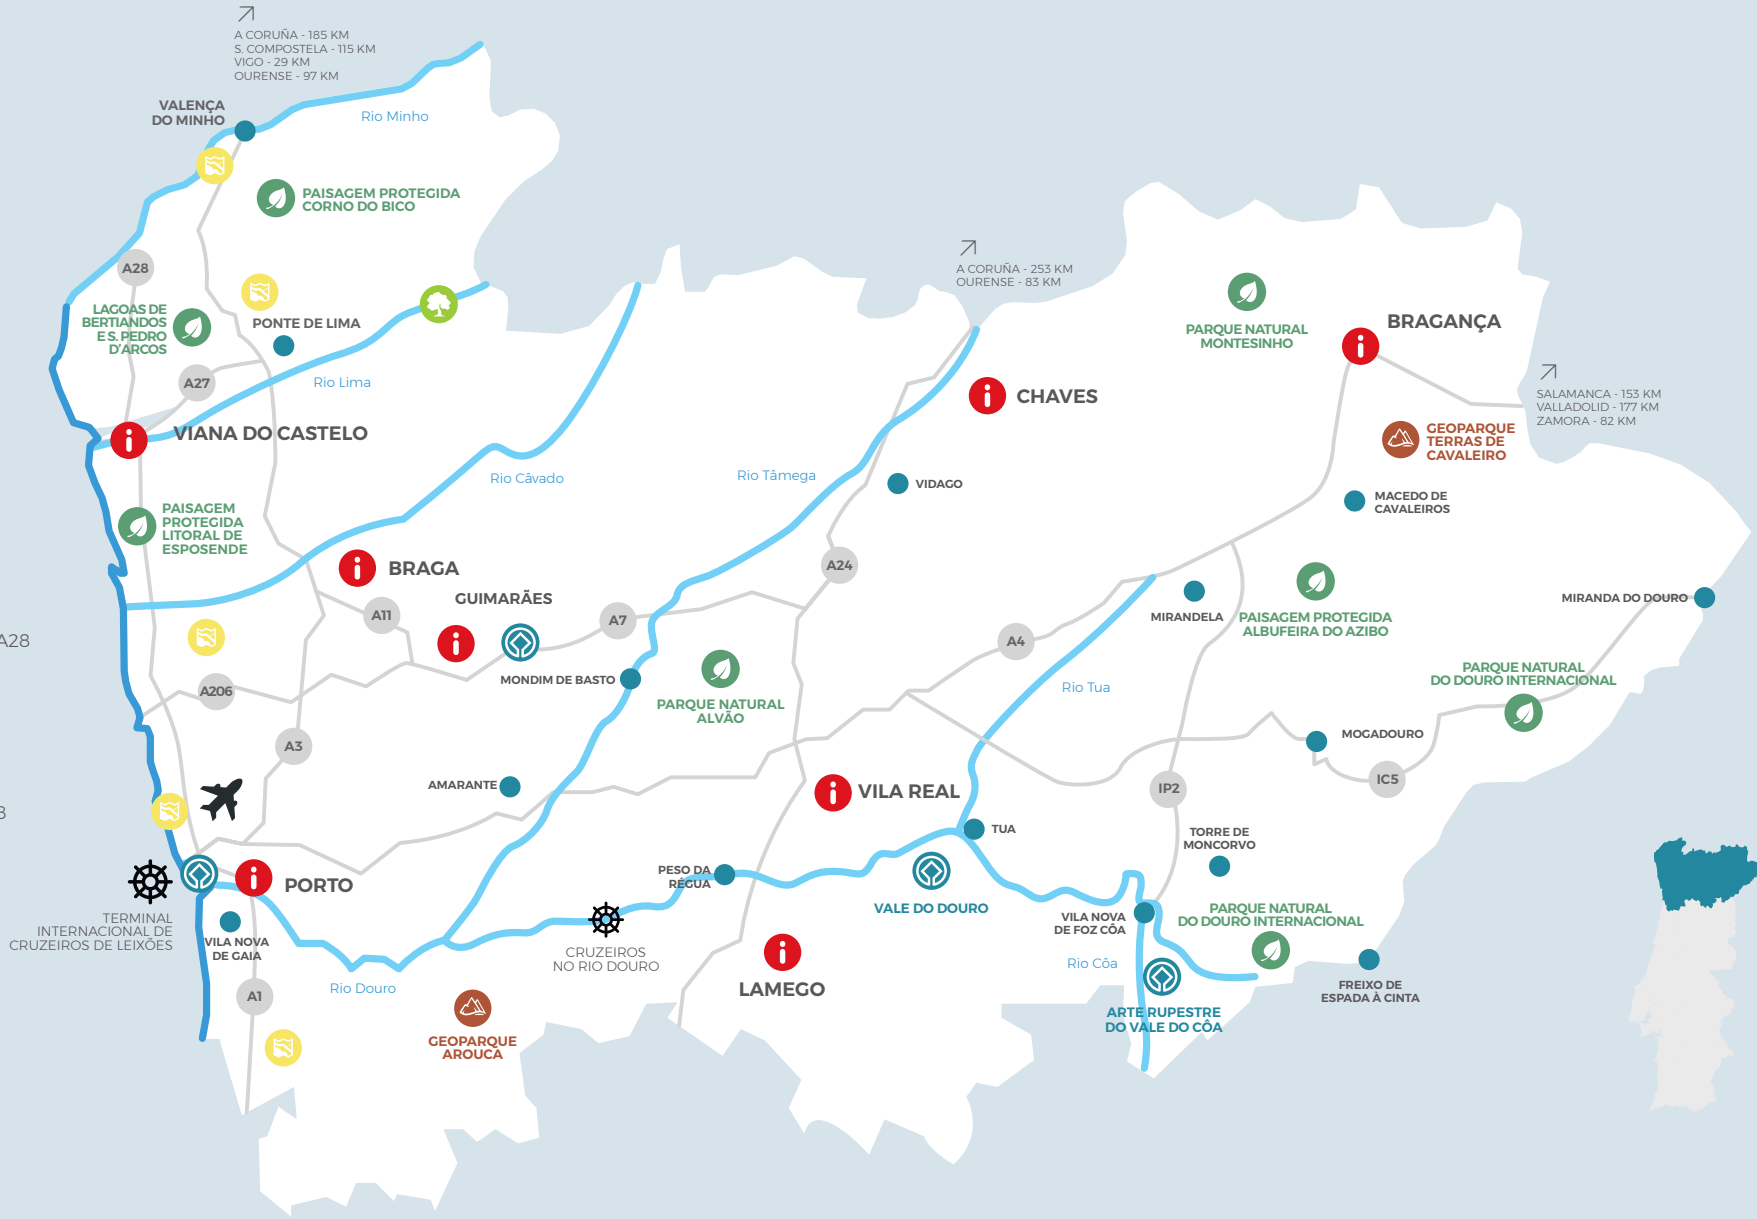 A CORUÑA - 185 KM
S. COMPOSTELA - 115 KM
VIGO - 29 KM
OURENSE - 97 KM
VALENÇA
DO MINHO
Rio Minho
PAISAGEM PROTEGIDA
CORNO DO BICO
A28
LAGOAS DE
BERTIANDOS
E S. PEDRO
D'ARCOS
PONTE DE LIMA
A27
Rio Lima
VIANA DO CASTELO
A CORUÑA - 253 KM
OURENSE - 83 KM
PARQUE NATURAL
MONTESINHO
BRAGANÇA
SALAMANCA - 153 KM
VALLADOLID - 177 KM
ZAMORA - 82 KM
CHAVES
GEOPARQUE
TERRAS DE
CAVALEIRO
Rio Câvado
Rio Tâmega
VIDAGO
MACEDO DE
CAVALEIROS
PAISAGEM
PROTEGIDA
LITORAL DE
ESPOSENDE
BRAGA
A24
GUIMARÃES
A11
A7
A28
A4
MIRANDELA
PAISAGEM PROTEGIDA
ALBUFEIRA DO AZIBO
MIRANDA DO DOURO
A206
MONDIM DE BASTO
PARQUE NATURAL
ALVÃO
Rio Tua
PARQUE NATURAL
DO DOURO INTERNACIONAL
A3
MOGADOURO
AMARANTE
VILA REAL
IP2
IC5
TUA
TORRE DE
MONCORVO
PORTO
PESO DA
RÉGUA
VALE DO DOURO
TERMINAL
INTERNACIONAL DE
CRUZEIROS DE LEIXÕES
VILA NOVA
DE GAIA
CRUZEIROS
NO RIO DOURO
VILA NOVA
DE FOZ CÔA
PARQUE NATURAL
DO DOURO INTERNACIONAL
Rio Douro
A1
LAMEGO
Rio Côa
FREIXO DE
ESPADA À CINTA
ARTE RUPESTRE
DO VALE DO CÔA
GEOPARQUE
AROUCA